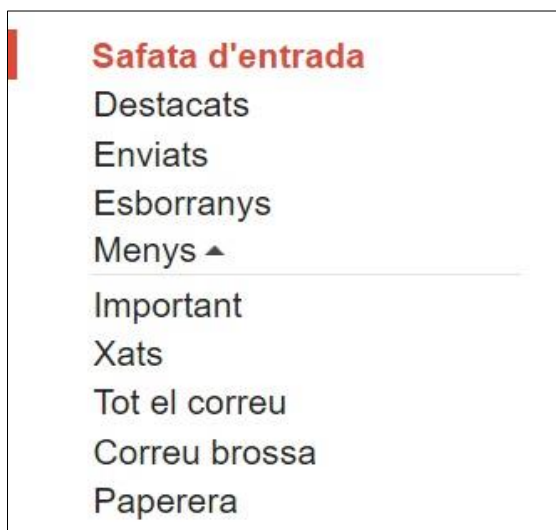 Safata d'entrada
Destacats
Enviats
Esborranys
Menys
Important
Xats
Tot el correu
Correu brossa
Paperera